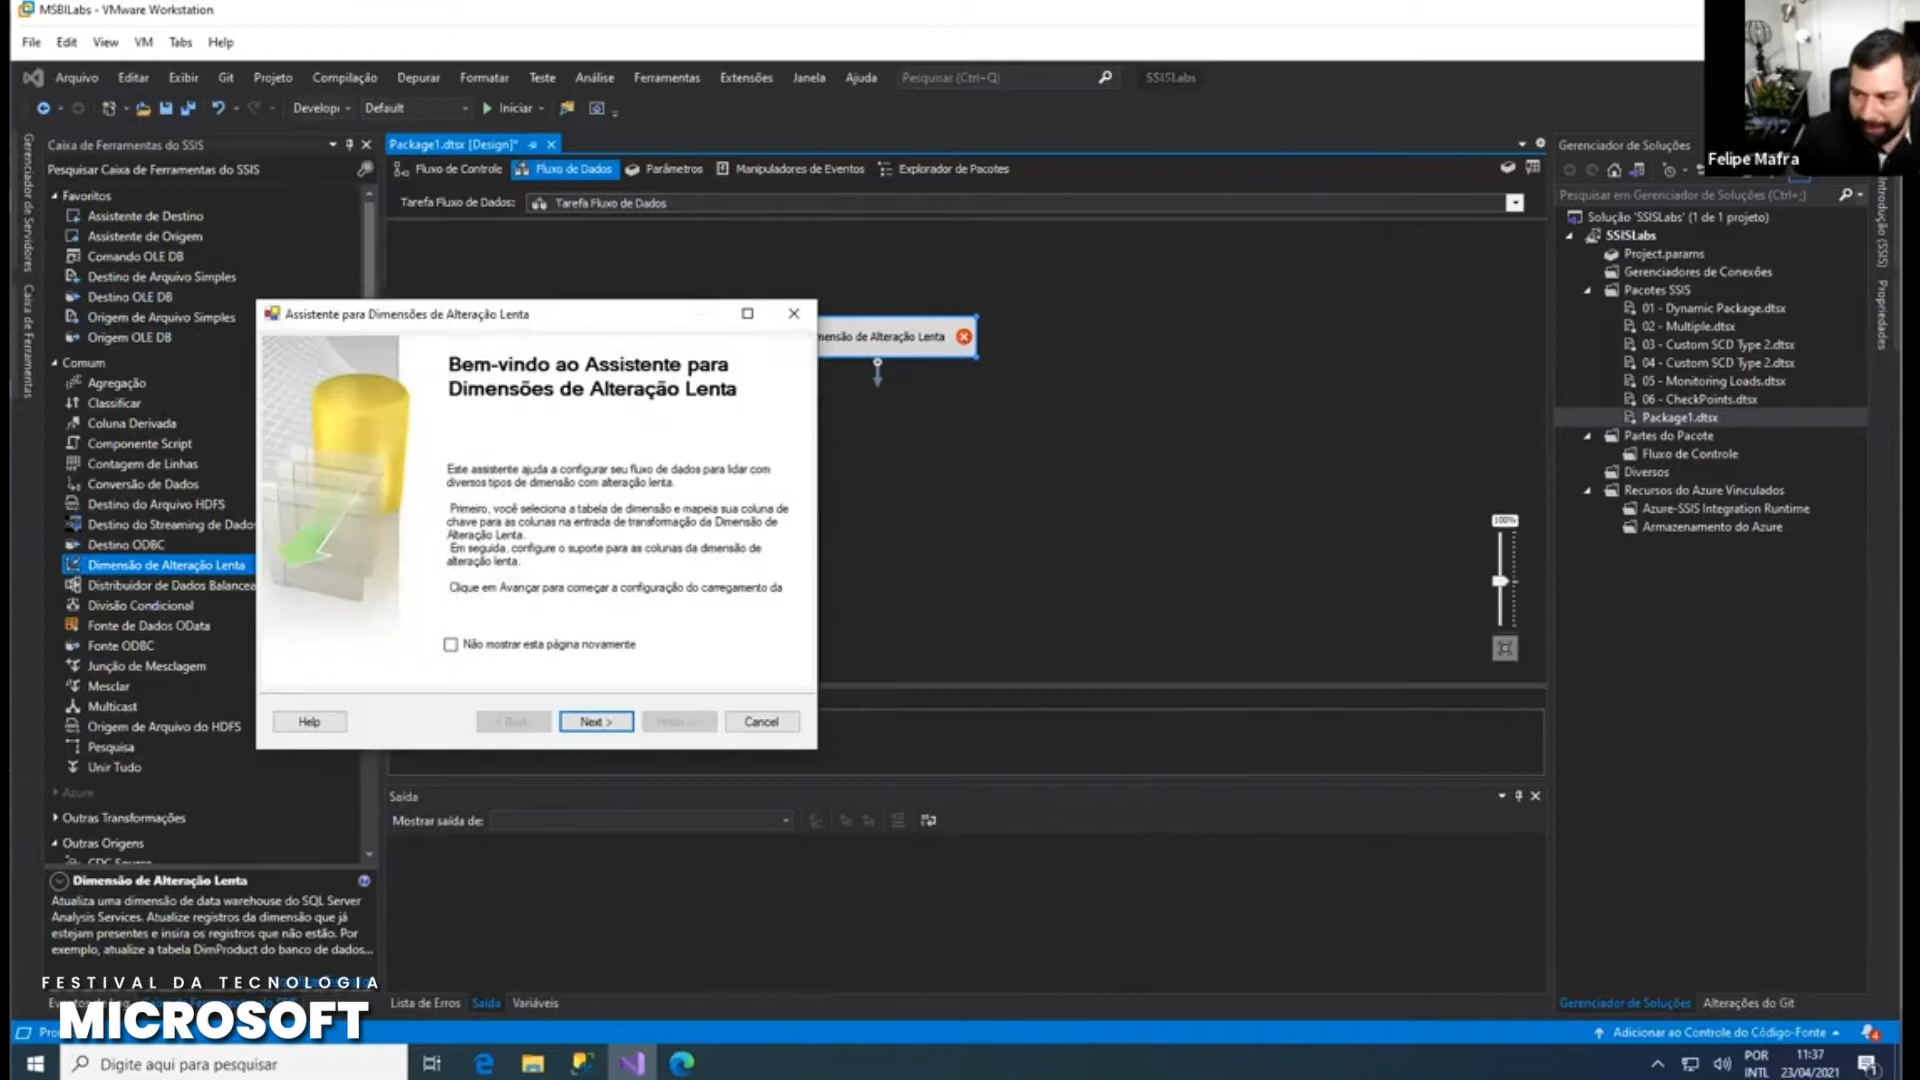 MSBILabs - VMware Workstation
File Edit View VM Tabs Help
Arquivo Editar Exibir Git Projeto Compilação Depurar Formatar Teste Análise Ferramentas Extensões Janela Ajuda Pesquisar (Ctrl+Q) SSISLabs
Develop Default Iniciar
Felipe Mafra
Gerenciador de Servidores
Caixa de Ferramentas
Caixa de Ferramentas do SSIS
Pesquisar Caixa de Ferramentas do SSIS
Favoritos
Assistente de Destino
Assistente de Origem
Comando OLE DB
Destino de Arquivo Simples
Destino OLE DB
Origem de Arquivo Simples
Origem OLE DB
Comum
Agregação
Classificar
Coluna Derivada
Componente Script
Contagem de Linhas
Conversão de Dados
Destino do Arquivo HDFS
Destino do Streaming de Dado
Destino ODBC
Dimensão de Alteração Lenta
Distribuidor de Dados Balancea
Divisão Condicional
Fonte de Dados OData
Fonte ODBC
Junção de Mesclagem
Mesclar
Multicast
Origem de Arquivo do HDFS
Pesquisa
Unir Tudo
Azure
Outras Transformações
Outras Origens
CDC Source
Dimensão de Alteração Lenta
Atualiza uma dimensão de data warehouse do SQL Server
Analysis Services. Atualize registros da dimensão que já
estejam presentes e insira os registros que não estão. Por
exemplo, atualize a tabela DimProduct do banco de dados...
Package1.dtsx [Design]*
Fluxo de Controle Fluxo de Dados Parâmetros Manipuladores de Eventos Explorador de Pacotes
Tarefa Fluxo de Dados: Tarefa Fluxo de Dados
mensão de Alteração Lenta
100%
Assistente para Dimensões de Alteração Lenta
Bem-vindo ao Assistente para
Dimensões de Alteração Lenta
Este assistente ajuda a configurar seu fluxo de dados para lidar com
diversos tipos de dimensão com alteração lenta.
Primeiro, você seleciona a tabela de dimensão e mapeia sua coluna de
chave para as colunas na entrada de transformação da Dimensão de
Alteração Lenta.
Em seguida, configure o suporte para as colunas da dimensão de
alteração lenta.
Clique em Avançar para começar a configuração do carregamento da
Não mostrar esta página novamente
Help < Back Next > Cancel
Saída
Mostrar saída de:
Lista de Erros Saída Variáveis
Gerenciador de Soluções
Pesquisar em Gerenciador de Soluções (Ctrl+;)
Solução 'SSISLabs' (1 de 1 projeto)
SSISLabs
Project.params
Gerenciadores de Conexões
Pacotes SSIS
01 - Dynamic Package.dtsx
02 - Multiple.dtsx
03 - Custom SCD Type 2.dtsx
04 - Custom SCD Type 2.dtsx
05 - Monitoring Loads.dtsx
06 - CheckPoints.dtsx
Package1.dtsx
Partes do Pacote
Fluxo de Controle
Diversos
Recursos do Azure Vinculados
Azure-SSIS Integration Runtime
Armazenamento do Azure
Introdução (SSIS)
Propriedades
Gerenciador de Soluções Alterações do Git
FESTIVAL DA TECNOLOGIA
MICROSOFT
Adicionar ao Controle do Código-Fonte
Digite aqui para pesquisar
POR
INTL
11:37
23/04/2021